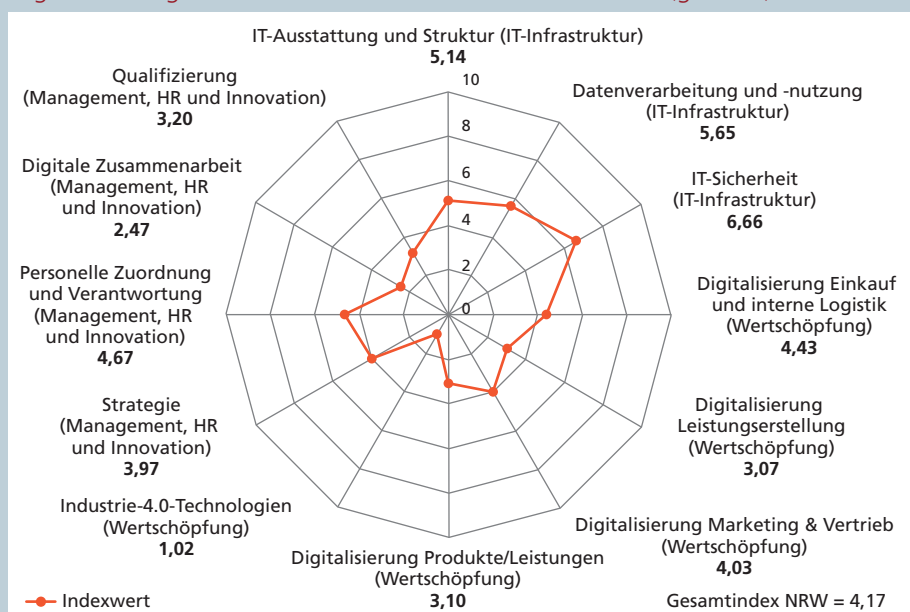 IT-Ausstattung und Struktur (IT-Infrastruktur)
5,14
Qualifizierung
(Management, HR und Innovation)
3,20
Datenverarbeitung und -nutzung
(IT-Infrastruktur)
5,65
Digitale Zusammenarbeit
(Management, HR
und Innovation)
2,47
IT-Sicherheit
(IT-Infrastruktur)
6,66
Personelle Zuordnung
und Verantwortung
(Management, HR
und Innovation)
4,67
Digitalisierung Einkauf
und interne Logistik
(Wertschöpfung)
4,43
Strategie
(Management, HR
und Innovation)
3,97
Digitalisierung
Leistungserstellung
(Wertschöpfung)
3,07
Industrie-4.0-Technologien
(Wertschöpfung)
1,02
Digitalisierung Marketing & Vertrieb
(Wertschöpfung)
4,03
Digitalisierung Produkte/Leistungen
(Wertschöpfung)
3,10
10
8
6
4
2
0
Indexwert
Gesamtindex NRW = 4,17